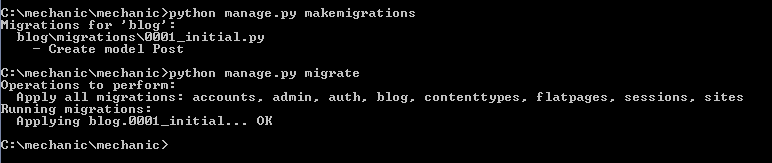 C:\mechanic\mechanic>python manage.py makemigrations
Migrations for 'blog':
  blog\migrations\0001_initial.py
    - Create model Post
C:\mechanic\mechanic>python manage.py migrate
Operations to perform:
  Apply all migrations: accounts, admin, auth, blog, contenttypes, flatpages, sessions, sites
Running migrations:
  Applying blog.0001_initial... OK
C:\mechanic\mechanic>